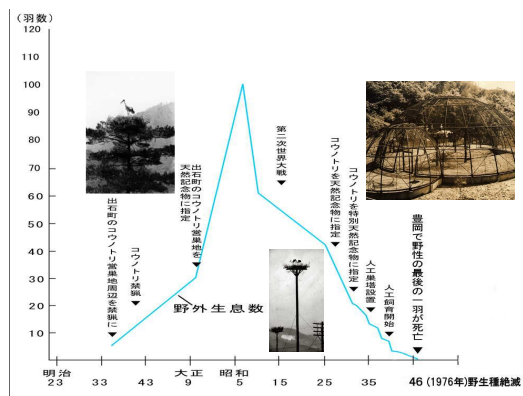 （羽数）
120
100
90
80
70
60
50
40
30
20
10
出石町のコウノトリ営巣地周辺を禁猟に
コウノトリ禁猟
出石町のコウノトリ営巣地を
天然記念物に指定
第二次世界大戦
コウノトリを天然記念物に指定
コウノトリを特別天然記念物に指定
人工巣塔設置
人工飼育開始
豊岡で野性の最後の一羽が死亡
野外生息数
明治 大正 昭和
23 33 43 9 5 15 25 35 46 (1976年)野生種絶滅